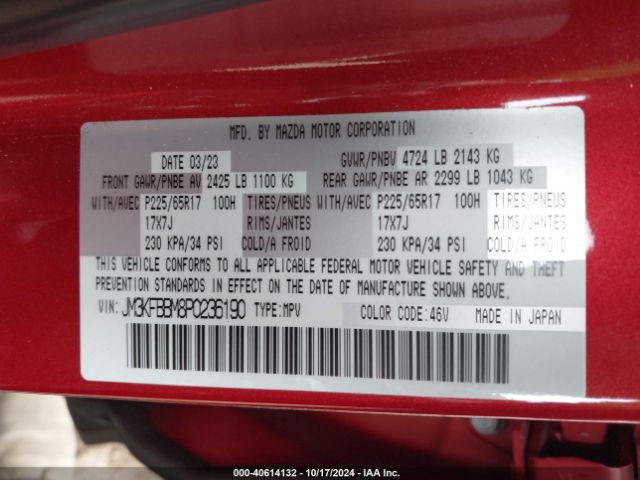 MFD. BY MAZDA MOTOR CORPORATION
DATE 03/23 GVWR/PNBV 4724 LB 2143 KG
FRONT GAWR/PNBE AV 2425 LB 1100 KG REAR GAWR/PNBE AR 2299 LB 1043 KG
WITH/AVEC P225/65R17 100H TIRES/PNEUS WITH/AVEC P225/65R17 100H TIRES/PNEUS
17X7J RIMS/JANTES 17X7J RIMS/JANTES
230 KPA/34 PSI COLD/A FROID 230 KPA/34 PSI COLD/A FROID
THIS VEHICLE CONFORMS TO ALL APPLICABLE FEDERAL MOTOR VEHICLE SAFETY AND THEFT
PREVENTION STANDARDS IN EFFECT ON THE DATE OF MANUFACTURE SHOWN ABOVE.
VIN: JM3KFBBM8P0236190 TYPE:MPV COLOR CODE:46V MADE IN JAPAN
000-40614132 - 10/17/2024 - IAA Inc.